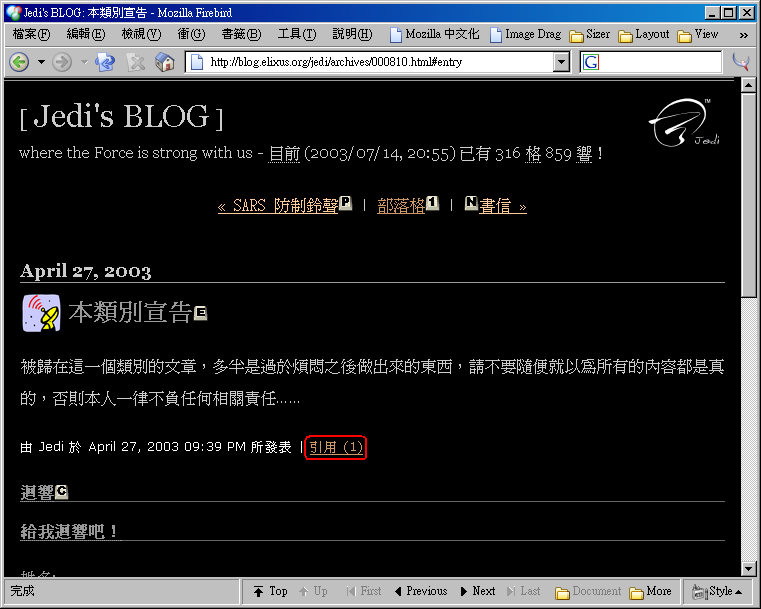 Jedi's BLOG: 本類別宣告 - Mozilla Firebird
檔案(F) 編輯(E) 檢視(V) 衝(G) 書籤(B) 工具(T) 說明(H) Mozilla 中文化 Image Drag Sizer Layout View »
http://blog.elixus.org/jedi/archives/000810.html#entry G
[ Jedi's BLOG ]
TM
Jedi
where the Force is strong with us - 目前 (2003/07/14, 20:55) 已有 316 格 859 響！
« SARS 防制鈴聲 P | 部落格 1 | N 書信 »
April 27, 2003
本類別宣告 E
被歸在這一個類別的文章，多半是過於煩悶之後做出來的東西，請不要隨便就以為所有的內容都是真
的，否則本人一律不負任何相關責任......
由 Jedi 於 April 27, 2003 09:39 PM 所發表 | 引用 (1)
迴響 C
給我迴響吧！
完成 Top Up First Previous Next Last Document More Style